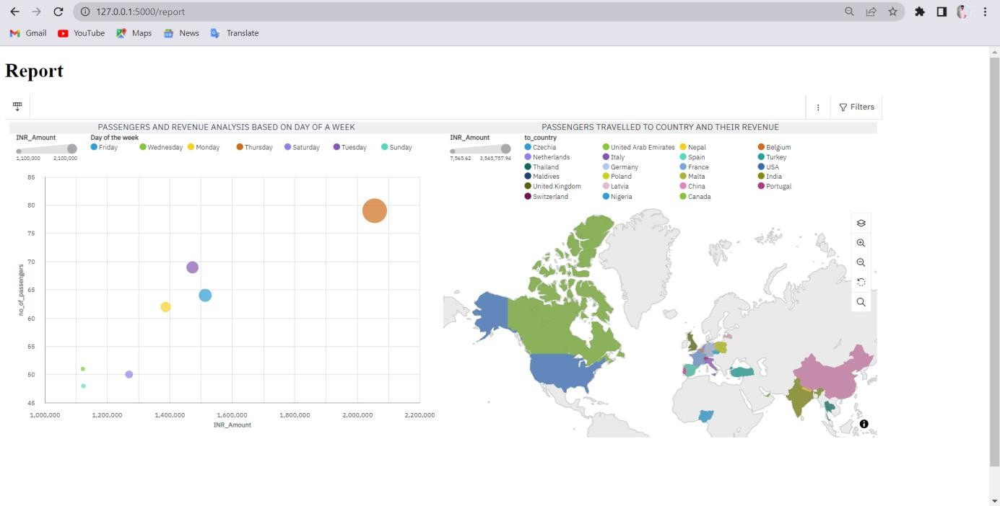 127.0.0.1:5000/report
Gmail YouTube Maps News Translate
Report
Filters
PASSENGERS AND REVENUE ANALYSIS BASED ON DAY OF A WEEK
INR_Amount
1,100,000 2,100,000
Day of the week
Friday Wednesday Monday Thursday Saturday Tuesday Sunday
85
80
75
70
65
60
55
50
45
no_of_passengers
1,0000,000 1,200,000 1,400,000 1,600,000 1,800,000 2,000,000 2,200,000
INR_Amount
PASSENGERS TRAVELLED TO COUNTRY AND THEIR REVENUE
INR_Amount
7,565.62 3,545,757.94
to_country
Czechia United Arab Emirates Nepal Belgium
Netherlands Italy Spain Turkey
Thailand Germany France USA
Maldives Poland Malta India
United Kingdom Latvia China Portugal
Switzerland Nigeria Canada